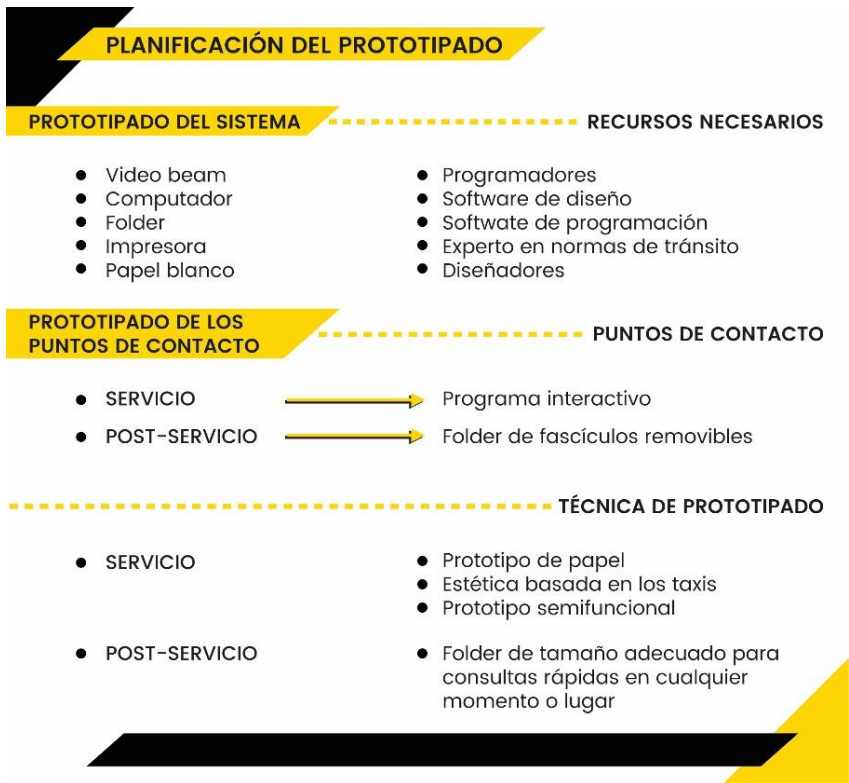 PLANIFICACIÓN DEL PROTOTIPADO
PROTOTIPADO DEL SISTEMA
RECURSOS NECESARIOS
Video beam
Computador
Folder
Impresora
Papel blanco
Programadores
Software de diseño
Softwate de programación
Experto en normas de tránsito
Diseñadores
PROTOTIPADO DE LOS
PUNTOS DE CONTACTO
PUNTOS DE CONTACTO
SERVICIO
Programa interactivo
POST-SERVICIO
Folder de fascículos removibles
TÉCNICA DE PROTOTIPADO
SERVICIO
Prototipo de papel
Estética basada en los taxis
Prototipo semifuncional
POST-SERVICIO
Folder de tamaño adecuado para
consultas rápidas en cualquier
momento o lugar